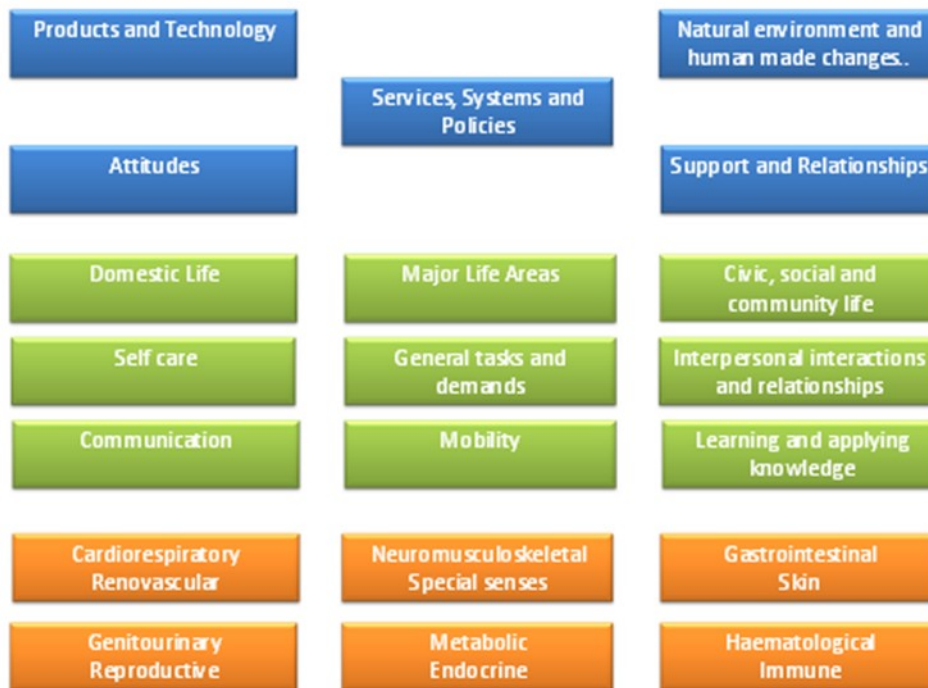 Products and Technology
Natural environment and
human made changes..
Services, Systems and
Policies
Attitudes
Support and Relationships
Domestic Life
Major Life Areas
Civic, social and
community life
Self care
General tasks and
demands
Interpersonal interactions
and relationships
Communication
Mobility
Learning and applying
knowledge
Cardiorespiratory
Renovascular
Neuromusculoskeletal
Special senses
Gastrointestinal
Skin
Genitourinary
Reproductive
Metabolic
Endocrine
Haematological
Immune